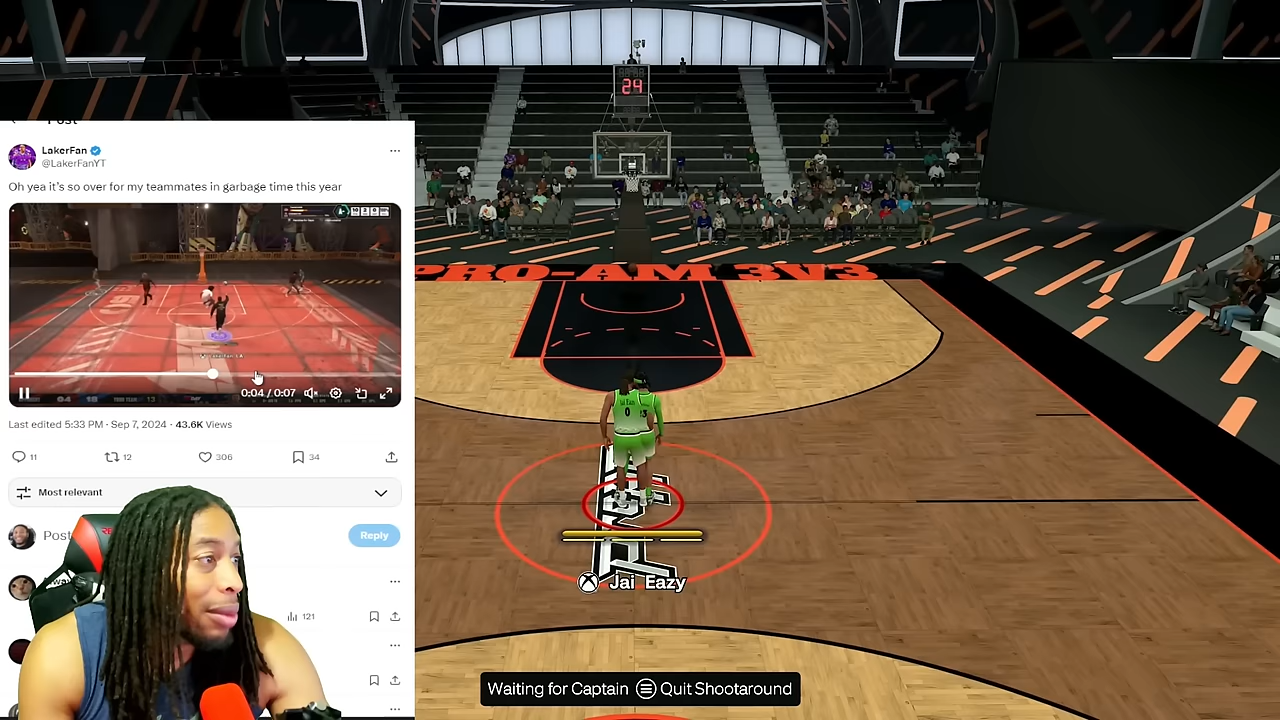 Post
LakerFan
@LakerFanYT
Oh yea it's so over for my teammates in garbage time this year
0:04 / 0:07
Last edited 5:33 PM · Sep 7, 2024 · 43.6K Views
11
12
306
34
Most relevant
Post
Reply
121
24
PRO-AM 3V3
0
Jai Eazy
Waiting for Captain
Quit Shootaround